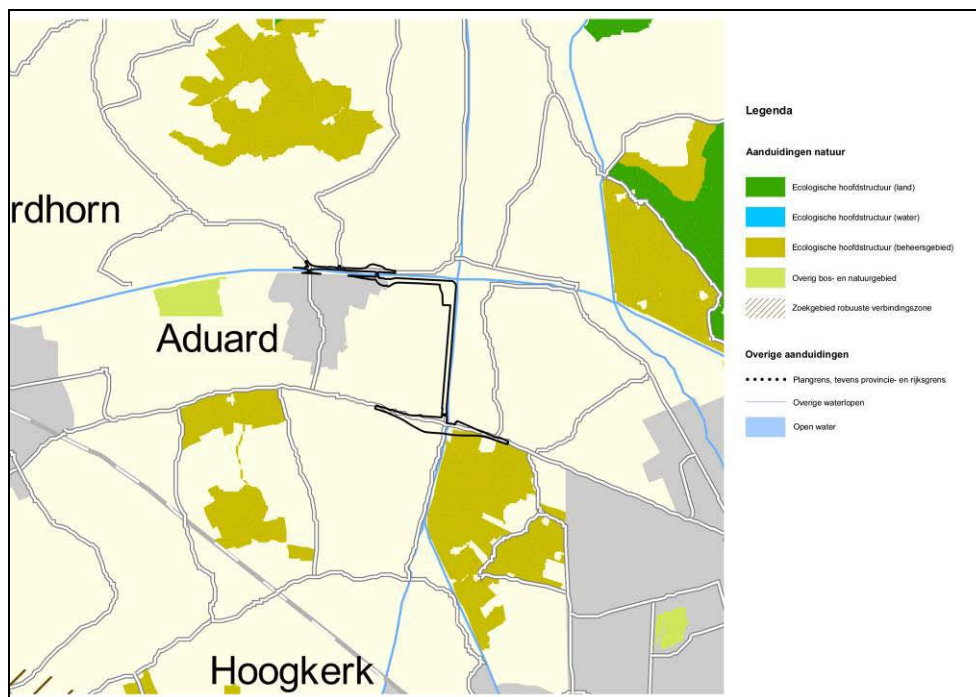 rdhorn
Aduard
Hoogkerk
Legenda
Aanduidingen natuur
Ecologische hoofdstructuur (land)
Ecologische hoofdstructuur (water)
Ecologische hoofdstructuur (beheersgebied)
Overig bos- en natuurgebied
Zoekgebied robuuste verbindingszone
Overige aanduidingen
Plangrens, tevens provincie- en rijksgrens
Overige waterlopen
Open water